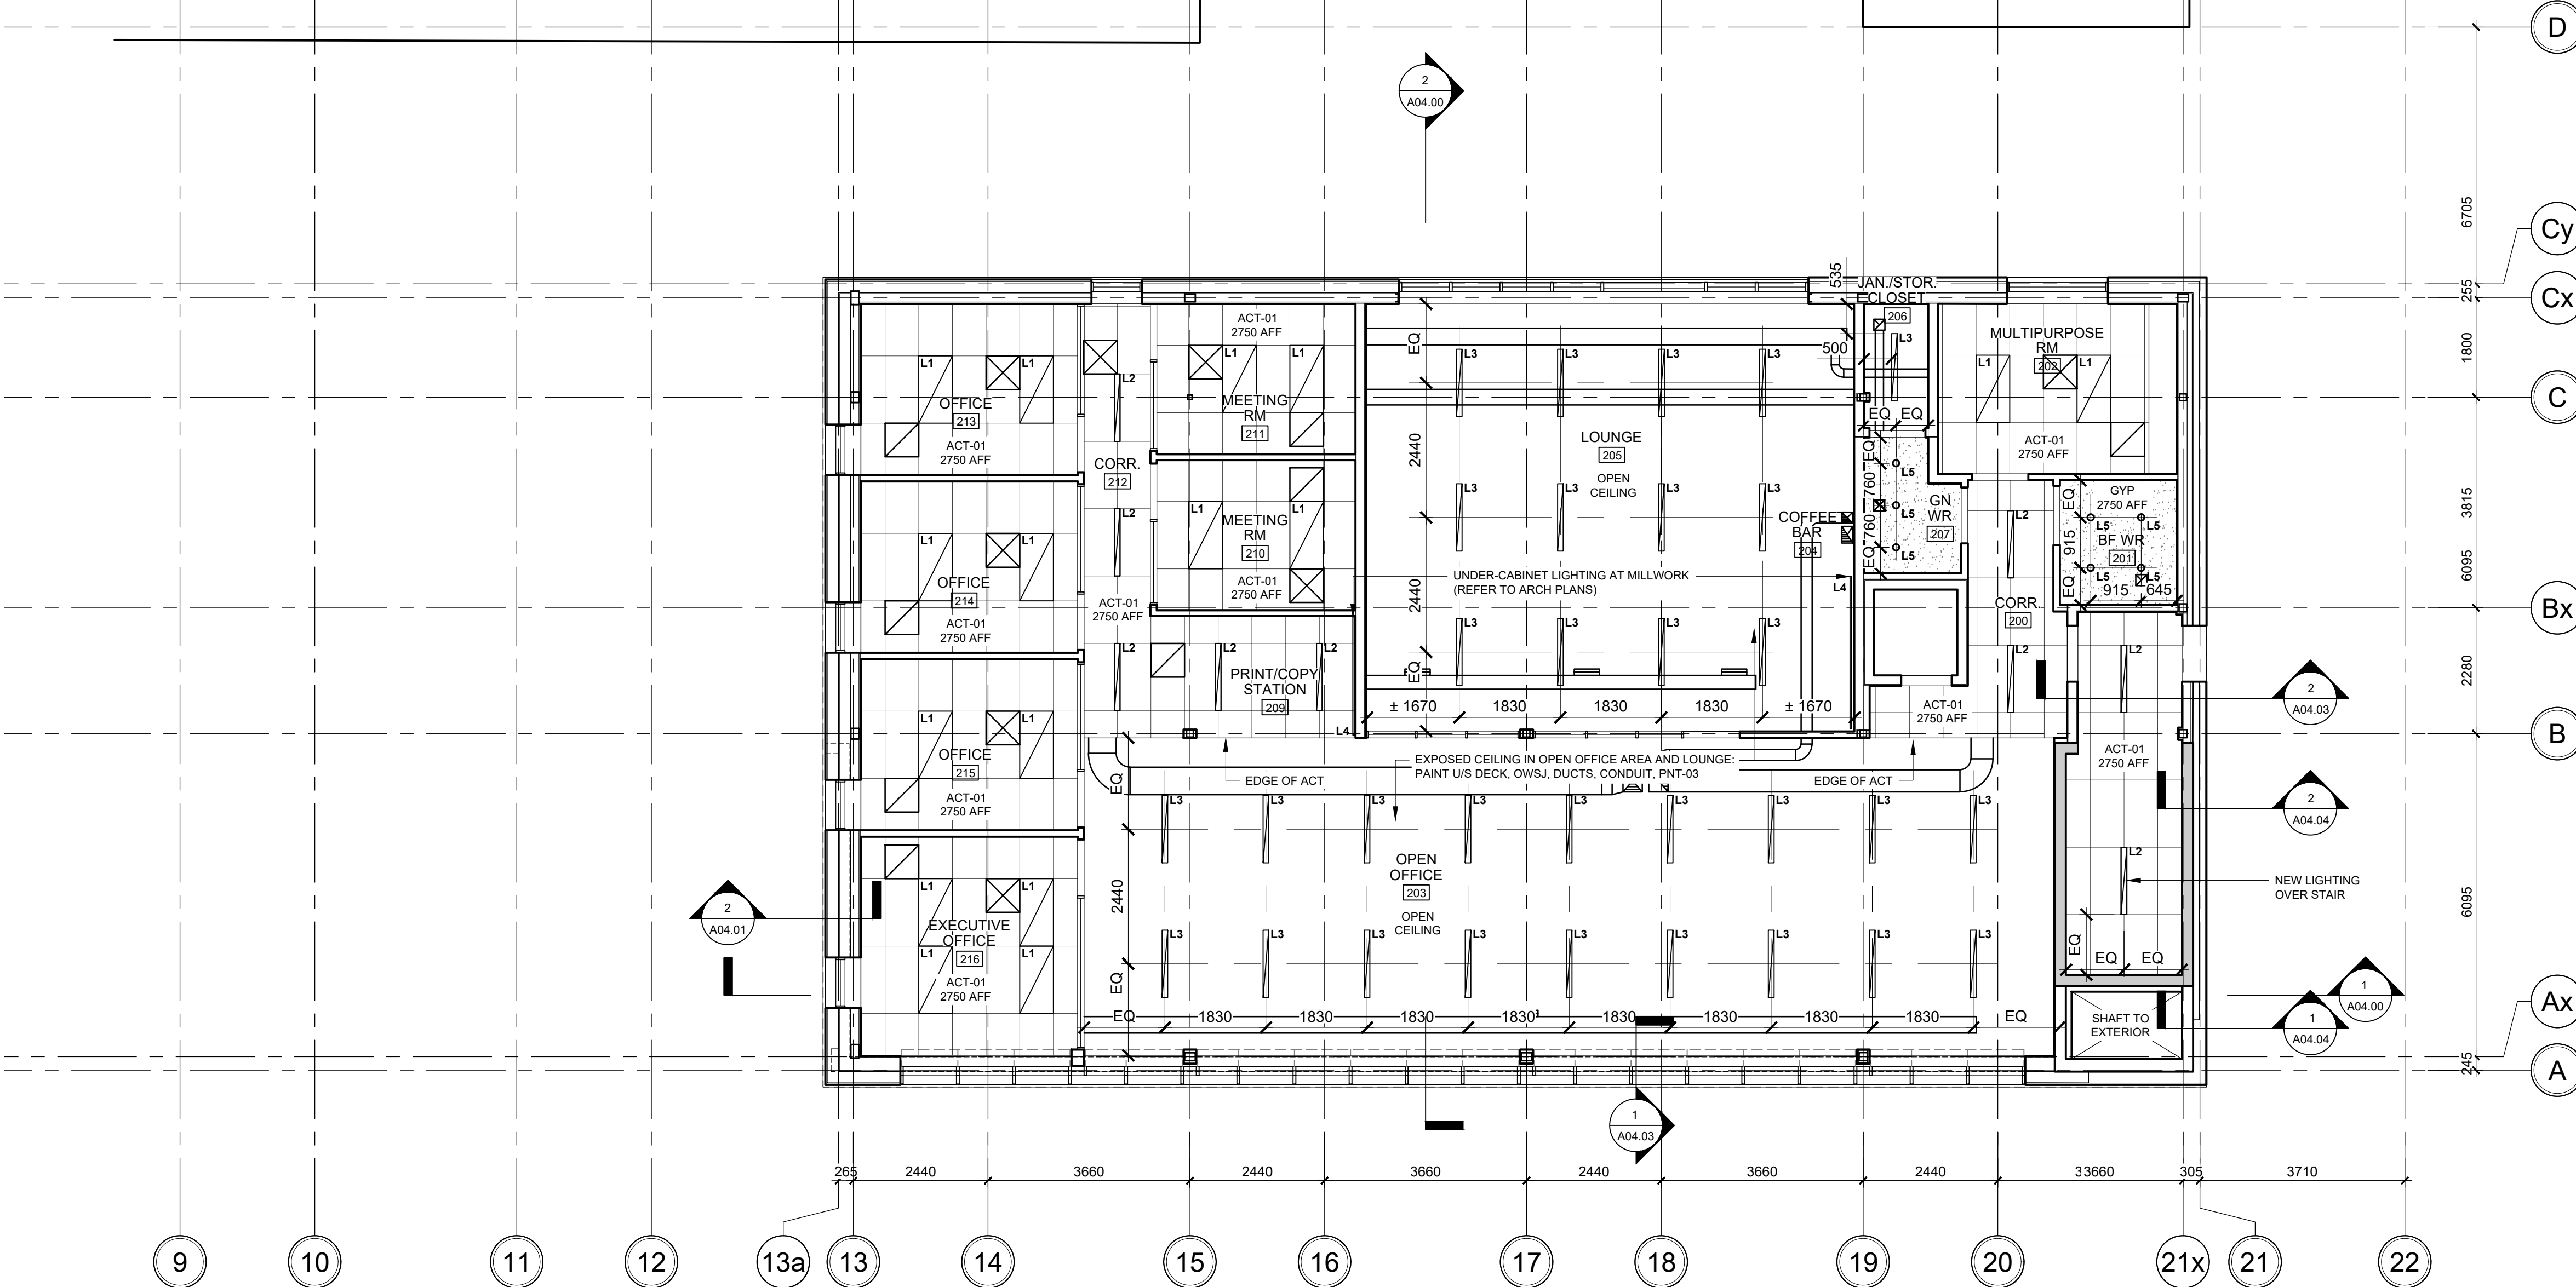 D
2
A04.00
6705
Cy
535
JAN./STOR.
CLOSET
206
255
Cx
ACT-01
2750 AFF
MULTIPURPOSE
RM
202
EQ
L3
L3
L3
L3
L3
500
1800
L1
L1
L1
L1
L1
L1
L2
OFFICE
213
MEETING
RM
211
C
EQ
EQ
ACT-01
2750 AFF
LOUNGE
205
OPEN
CEILING
2440
ACT-01
2750 AFF
EQ
CORR.
212
L5
760
L3
L3
L3
L3
GYP
2750 AFF
EQ
3815
L1
L1
L2
MEETING
RM
210
COFFEE
BAR
204
GN
WR
207
L5
L2
L5
L5
BF WR
201
915
OFFICE
214
L1
L1
760
EQ
L5
L5
L5
EQ
915
645
6095
ACT-01
2750 AFF
UNDER-CABINET LIGHTING AT MILLWORK
(REFER TO ARCH PLANS)
L4
2440
ACT-01
2750 AFF
CORR.
200
Bx
ACT-01
2750 AFF
L2
L2
L2
L3
L3
L3
L3
L2
L2
EQ
PRINT/COPY
STATION
209
2280
2
A04.03
L1
L1
± 1670
1830
1830
1830
± 1670
ACT-01
2750 AFF
L4
B
OFFICE
215
ACT-01
2750 AFF
EXPOSED CEILING IN OPEN OFFICE AREA AND LOUNGE:
PAINT U/S DECK, OWSJ, DUCTS, CONDUIT, PNT-03
EQ
EDGE OF ACT
EDGE OF ACT
ACT-01
2750 AFF
L3
L3
L3
L3
L3
L3
L3
L3
L3
2
A04.04
OPEN
OFFICE
203
OPEN
CEILING
L2
NEW LIGHTING
OVER STAIR
2440
L1
L1
6095
2
A04.01
EXECUTIVE
OFFICE
216
L1
L1
L3
L3
L3
L3
L3
L3
L3
L3
L3
EQ
EQ
EQ
ACT-01
2750 AFF
EQ
1
A04.00
Ax
EQ
1830
1830
1830
1830
1830
1830
1830
1830
EQ
SHAFT TO
EXTERIOR
1
A04.04
245
A
1
A04.03
265
2440
3660
2440
3660
2440
3660
2440
33660
305
3710
9
10
11
12
13a
13
14
15
16
17
18
19
20
21x
21
22